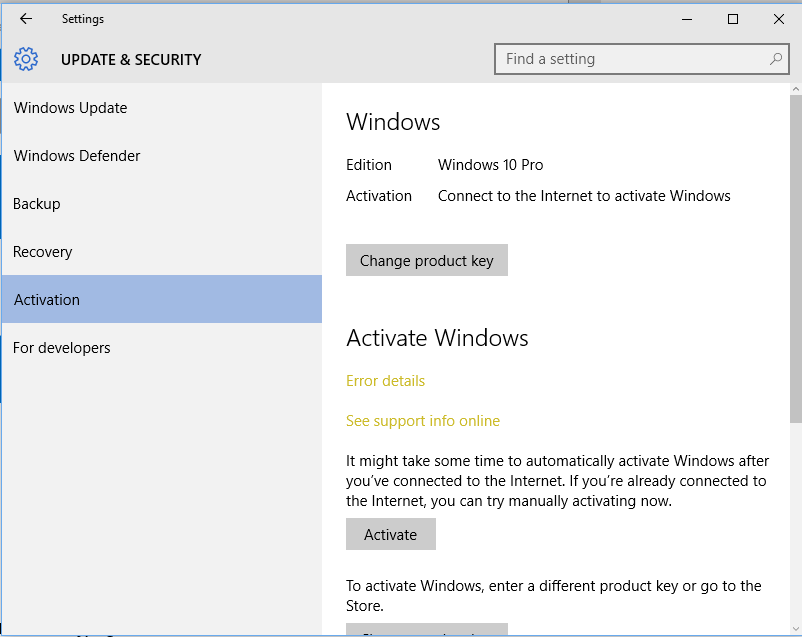 Settings
UPDATE & SECURITY
Find a setting
Windows Update
Windows Defender
Backup
Recovery
Activation
For developers
Windows
Edition Windows 10 Pro
Activation Connect to the Internet to activate Windows
Change product key
Activate Windows
Error details
See support info online
It might take some time to automatically activate Windows after
you've connected to the Internet. If you're already connected to
the Internet, you can try manually activating now.
Activate
To activate Windows, enter a different product key or go to the
Store.